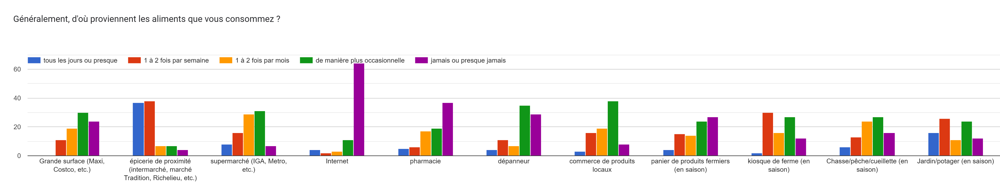 Généralement, d'où proviennent les aliments que vous consommez ?
tous les jours ou presque
1 à 2 fois par semaine
1 à 2 fois par mois
de manière plus occasionnelle
jamais ou presque jamais
60
40
20
0
Grande surface (Maxi,
Costco, etc.)
épicerie de proximité
(intermarché, marché
Tradition, Richelieu, etc.)
supermarché (IGA, Metro,
etc.)
Internet
pharmacie
dépanneur
commerce de produits
locaux
panier de produits fermiers
(en saison)
kiosque de ferme (en
saison)
Chasse/pêche/cueillette (en
saison)
Jardin/potager (en saison)